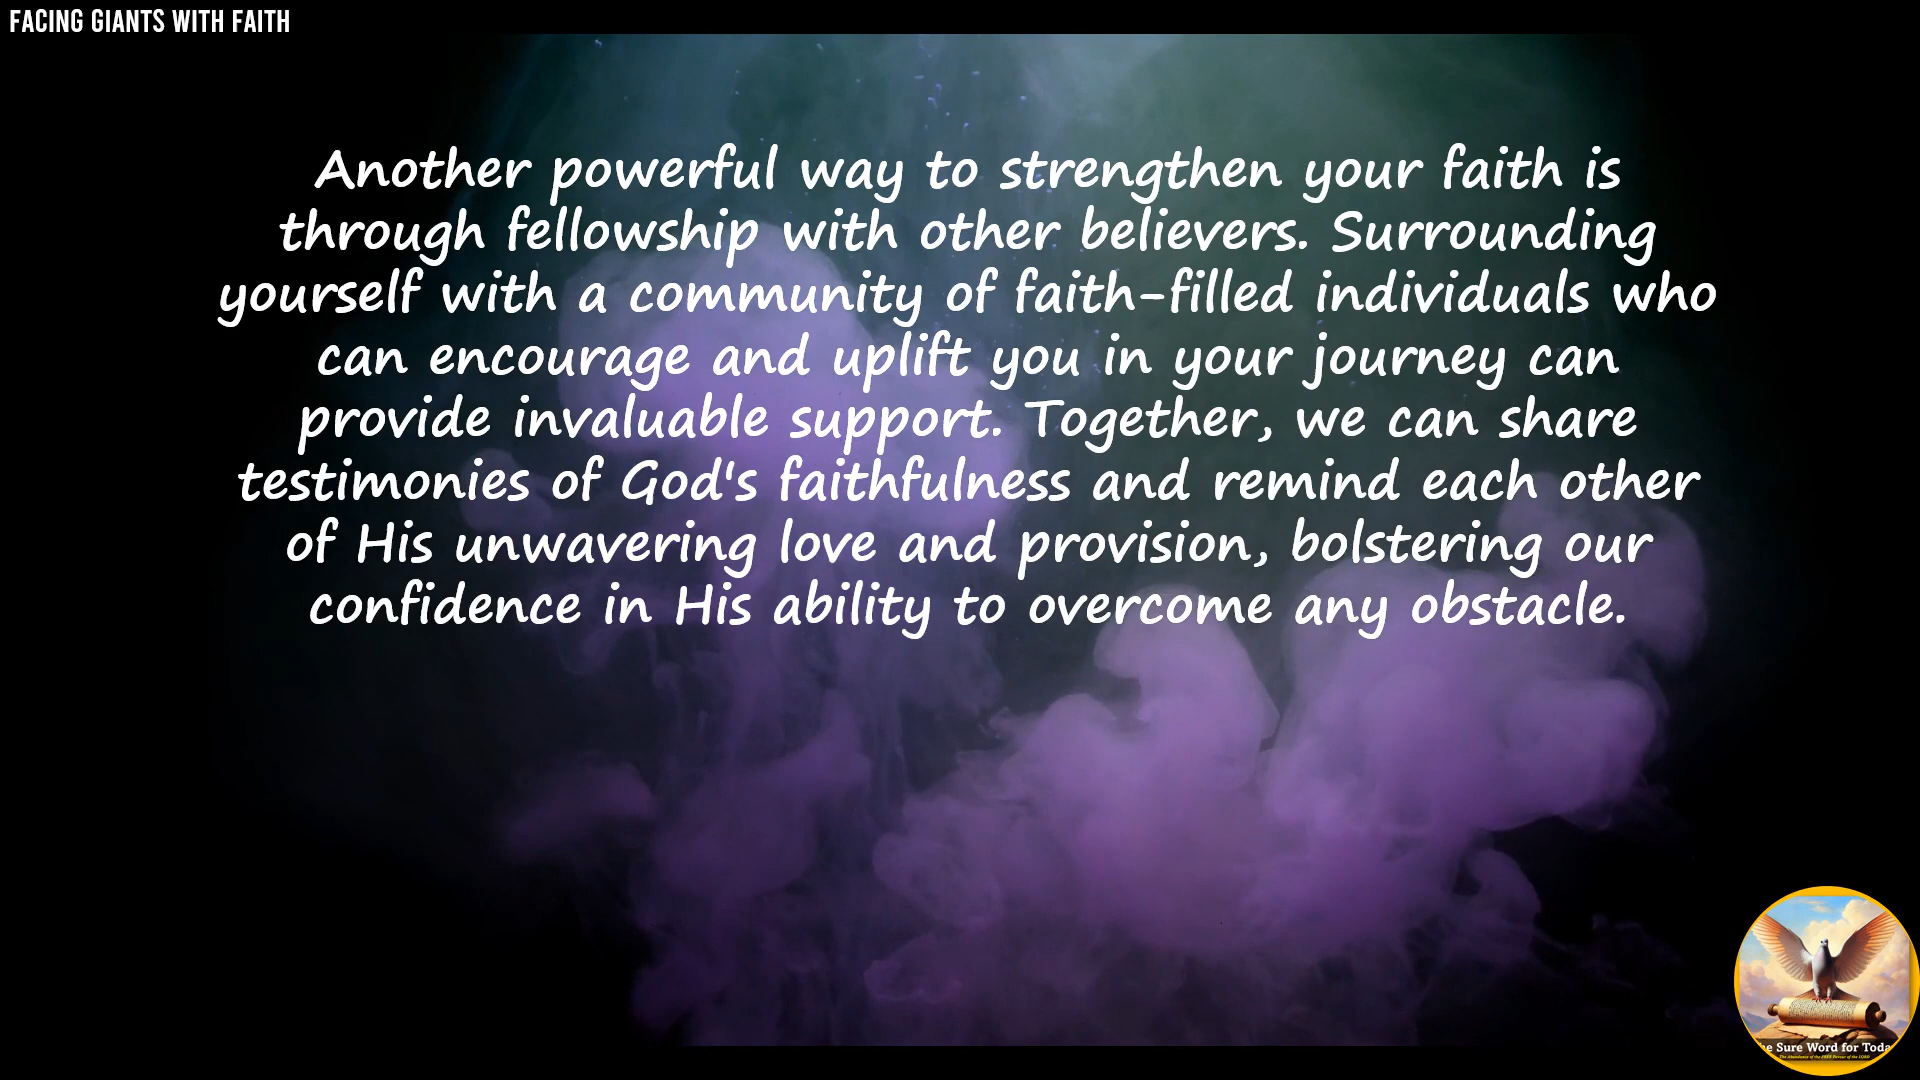 FACING GIANTS WITH FAITH
Another powerful way to strengthen your faith is
through fellowship with other believers. Surrounding
yourself with a community of faith-filled individuals who
can encourage and uplift you in your journey can
provide invaluable support. Together, we can share
testimonies of God's faithfulness and remind each other
of His unwavering love and provision, bolstering our
confidence in His ability to overcome any obstacle.
Sure Word for